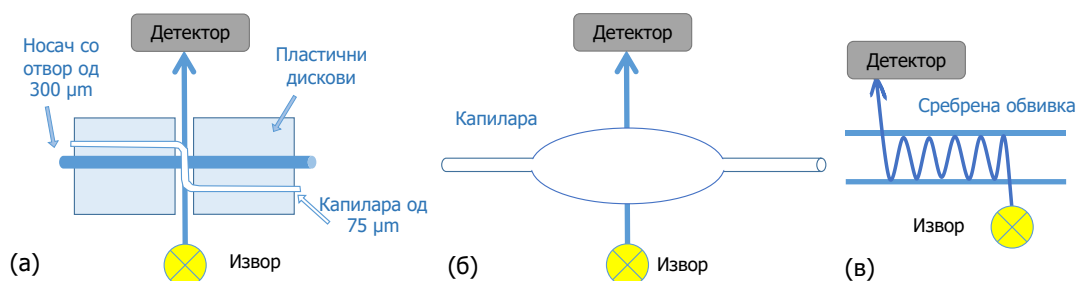 Детектор
Носач со
отвор од
300 μm
Пластични
дискови
Капилара од
75 μm
Извор
(а)
Детектор
Капилара
Извор
(б)
Детектор
Сребрена обвивка
Извор
(в)